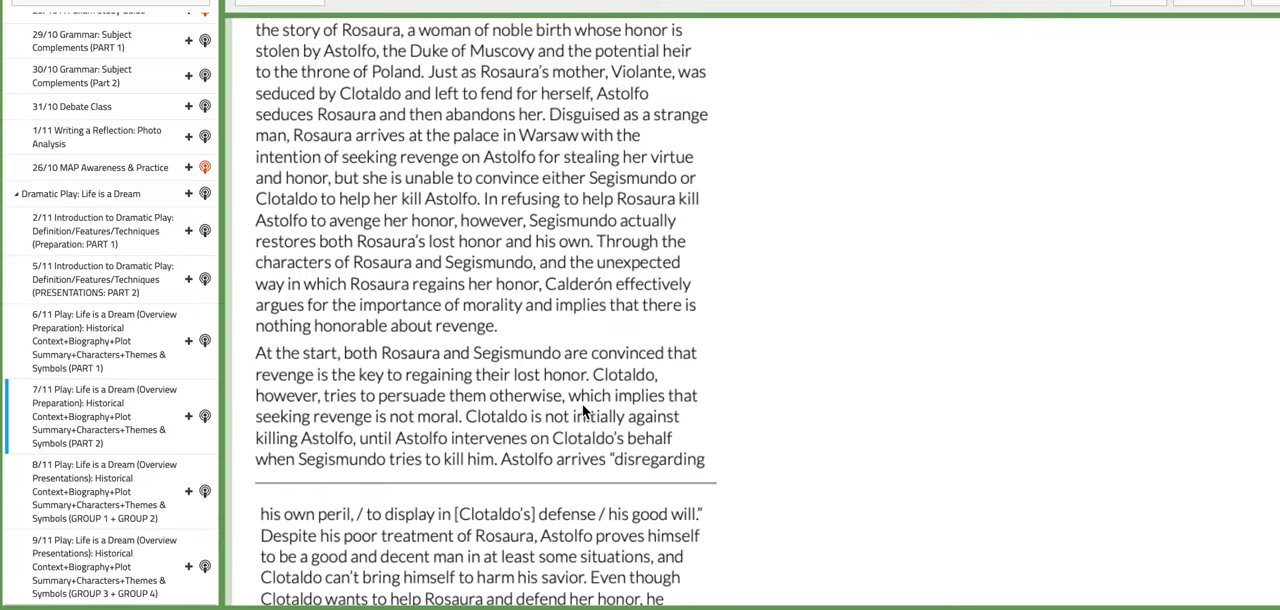 29/10 Grammar: Subject
Complements (PART 1)
30/10 Grammar: Subject
Complements (Part 2)
31/10 Debate Class
1/11 Writing a Reflection: Photo
Analysis
26/10 MAP Awareness & Practice
Dramatic Play: Life is a Dream
2/11 Introduction to Dramatic Play:
Definition/Features/Techniques
(Preparation: PART 1)
5/11 Introduction to Dramatic Play:
Definition/Features/Techniques
(PRESENTATIONS: PART 2)
6/11 Play: Life is a Dream (Overview
Preparation): Historical
Context+Biography+Plot
Summary+Characters+Themes &
Symbols (PART 1)
7/11 Play: Life is a Dream (Overview
Preparation): Historical
Context+Biography+Plot
Summary+Characters+Themes &
Symbols (PART 2)
8/11 Play: Life is a Dream (Overview
Presentations): Historical
Context+Biography+Plot
Summary+Characters+Themes &
Symbols (GROUP 1 + GROUP 2)
9/11 Play: Life is a Dream (Overview
Presentations): Historical
Context+Biography+Plot
Summary+Characters+Themes &
Symbols (GROUP 3 + GROUP 4)
the story of Rosaura, a woman of noble birth whose honor is
stolen by Astolfo, the Duke of Muscovy and the potential heir
to the throne of Poland. Just as Rosaura's mother, Violante, was
seduced by Clotaldo and left to fend for herself, Astolfo
seduces Rosaura and then abandons her. Disguised as a strange
man, Rosaura arrives at the palace in Warsaw with the
intention of seeking revenge on Astolfo for stealing her virtue
and honor, but she is unable to convince either Segismundo or
Clotaldo to help her kill Astolfo. In refusing to help Rosaura kill
Astolfo to avenge her honor, however, Segismundo actually
restores both Rosaura's lost honor and his own. Through the
characters of Rosaura and Segismundo, and the unexpected
way in which Rosaura regains her honor, Calderón effectively
argues for the importance of morality and implies that there is
nothing honorable about revenge.
At the start, both Rosaura and Segismundo are convinced that
revenge is the key to regaining their lost honor. Clotaldo,
however, tries to persuade them otherwise, which implies that
seeking revenge is not moral. Clotaldo is not initially against
killing Astolfo, until Astolfo intervenes on Clotaldo's behalf
when Segismundo tries to kill him. Astolfo arrives "disregarding
his own peril, / to display in [Clotaldo's] defense / his good will."
Despite his poor treatment of Rosaura, Astolfo proves himself
to be a good and decent man in at least some situations, and
Clotaldo can't bring himself to harm his savior. Even though
Clotaldo wants to help Rosaura and defend her honor, he